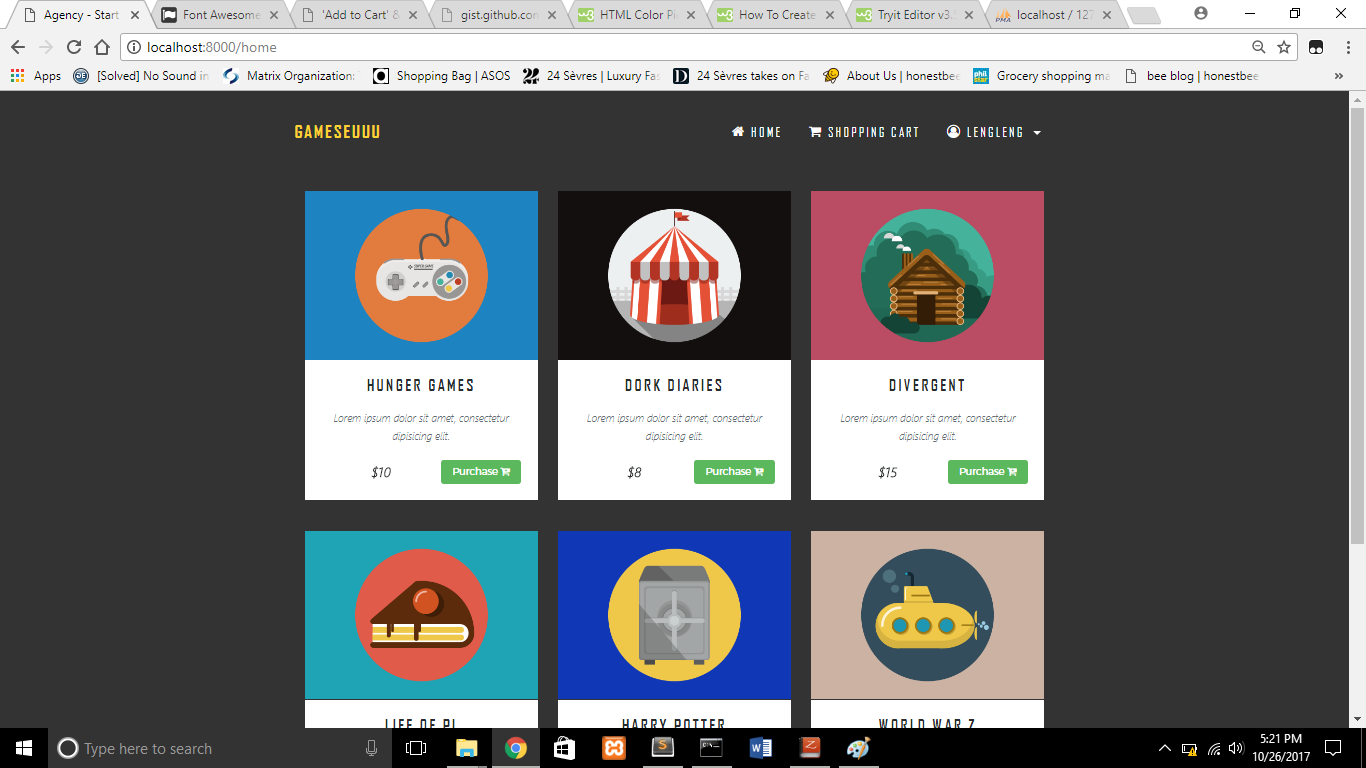 Agency - Start
Font Awesome
'Add to Cart' &
gist.github.com
HTML Color Pi
How To Create
Tryit Editor v3.
localhost / 127
localhost:8000/home
Apps
[Solved] No Sound in
Matrix Organization:
Shopping Bag | ASOS
24 Sèvres | Luxury Fas
24 Sèvres takes on Fa
About Us | honestbee
Grocery shopping ma
bee blog | honestbee
GAMESEUUU
HOME
SHOPPING CART
LENGLENG
HUNGER GAMES
Lorem ipsum dolor sit amet, consectetur
dipisicing elit.
$10
Purchase
DORK DIARIES
Lorem ipsum dolor sit amet, consectetur
dipisicing elit.
$8
Purchase
DIVERGENT
Lorem ipsum dolor sit amet, consectetur
dipisicing elit.
$15
Purchase
LIFE OF PI
HARRY POTTER
WORLD WAR Z
Type here to search
5:21 PM
10/26/2017